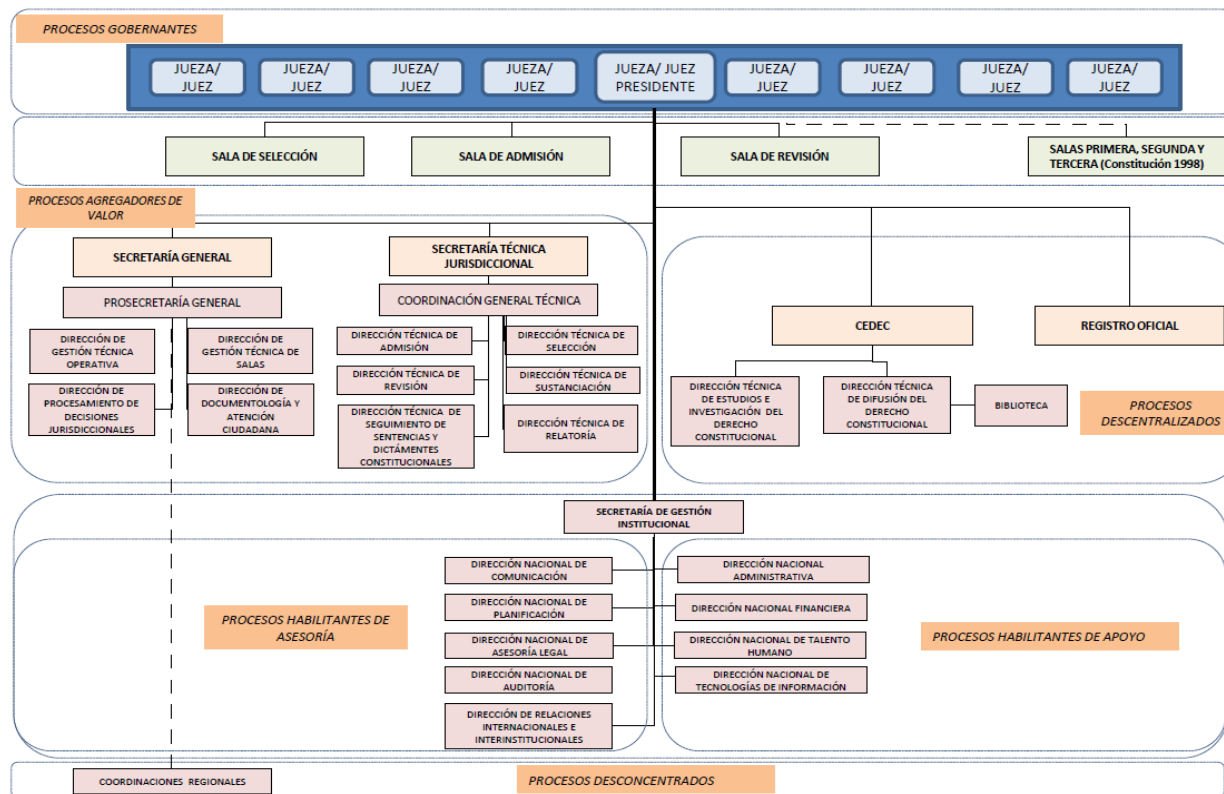 PROCESOS GOBERNANTES
JUEZA/
JUEZ
JUEZA/
JUEZ
JUEZA/
JUEZ
JUEZA/
JUEZ
JUEZA/ JUEZ
PRESIDENTE
JUEZA/
JUEZ
JUEZA/
JUEZ
JUEZA/
JUEZ
JUEZA/
JUEZ
SALA DE SELECCIÓN
SALA DE ADMISIÓN
SALA DE REVISIÓN
SALAS PRIMERA, SEGUNDA Y
TERCERA (Constitución 1998)
PROCESOS AGREGADORES DE
VALOR
SECRETARÍA GENERAL
PROSECRETARÍA GENERAL
DIRECCIÓN DE
GESTIÓN TÉCNICA
OPERATIVA
DIRECCIÓN DE
GESTIÓN TÉCNICA DE
SALAS
DIRECCIÓN DE
PROCESAMIENTO DE
DECISIONES
JURISDICCIONALES
DIRECCIÓN DE
DOCUMENTOLOGÍA Y
ATENCIÓN
CIUDADANA
SECRETARÍA TÉCNICA
JURISDICCIONAL
COORDINACIÓN GENERAL TÉCNICA
DIRECCIÓN TÉCNICA DE
ADMISIÓN
DIRECCIÓN TÉCNICA DE
SELECCIÓN
DIRECCIÓN TÉCNICA DE
REVISIÓN
DIRECCIÓN TÉCNICA DE
SUSTANCIACIÓN
DIRECCIÓN TÉCNICA DE
SEGUIMIENTO DE
SENTENCIAS Y
DICTÁMENTES
CONSTITUCIONALES
DIRECCIÓN TÉCNICA DE
RELATORÍA
CEDEC
REGISTRO OFICIAL
DIRECCIÓN TÉCNICA
DE ESTUDIOS E
INVESTIGACIÓN DEL
DERECHO
CONSTITUCIONAL
DIRECCIÓN TÉCNICA
DE DIFUSIÓN DEL
DERECHO
CONSTITUCIONAL
BIBLIOTECA
PROCESOS
DESCENTRALIZADOS
SECRETARÍA DE GESTIÓN
INSTITUCIONAL
DIRECCIÓN NACIONAL DE
COMUNICACIÓN
DIRECCIÓN NACIONAL
ADMINISTRATIVA
DIRECCIÓN NACIONAL DE
PLANIFICACIÓN
DIRECCIÓN NACIONAL FINANCIERA
DIRECCIÓN NACIONAL DE
ASESORÍA LEGAL
DIRECCIÓN NACIONAL DE TALENTO
HUMANO
DIRECCIÓN NACIONAL DE
AUDITORÍA
DIRECCIÓN NACIONAL DE
TECNOLOGÍAS DE INFORMACIÓN
DIRECCIÓN DE RELACIONES
INTERNACIONALES E
INTERINSTITUCIONALES
PROCESOS HABILITANTES DE
ASESORÍA
PROCESOS HABILITANTES DE APOYO
COORDINACIONES REGIONALES
PROCESOS DESCONCENTRADOS